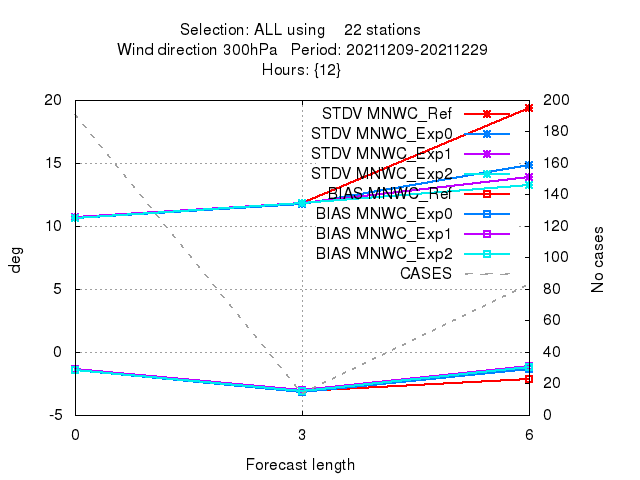 Selection: ALL using 22 stations
Wind direction 300hPa Period: 20211209-20211229
Hours: {12}
20
15
10
5
0
-5
deg
200
180
160
140
120
100
80
60
40
20
0
No cases
STDV MNWC_Ref
STDV MNWC_Exp0
STDV MNWC_Exp1
STDV MNWC_Exp2
BIAS MNWC_Ref
BIAS MNWC_Exp0
BIAS MNWC_Exp1
BIAS MNWC_Exp2
CASES
0 3 6
Forecast length